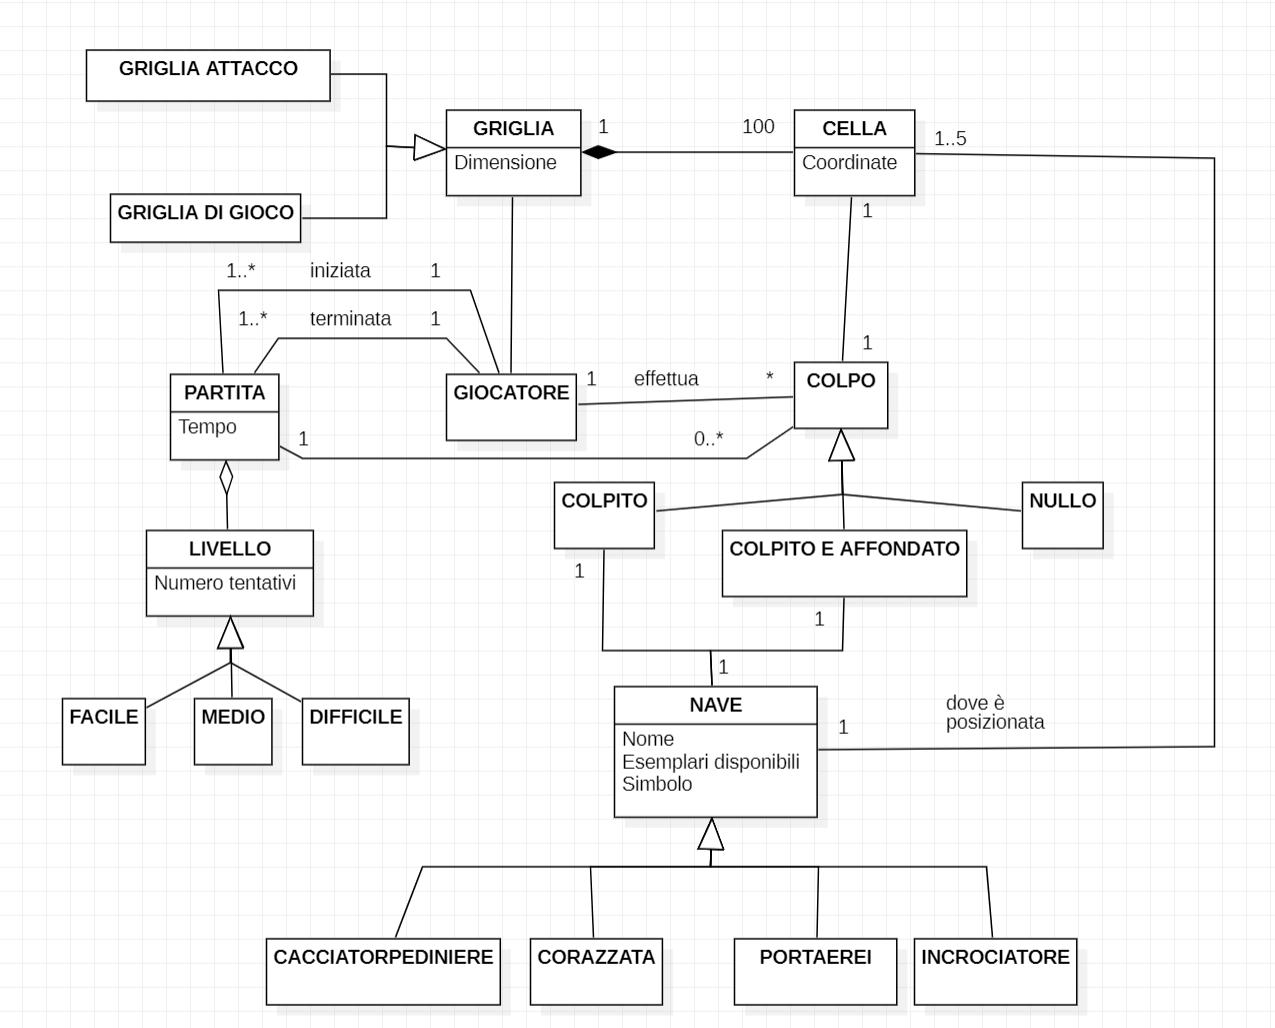 GRIGLIA ATTACCO
GRIGLIA
Dimensione
1
100
CELLA
Coordinate
1..5
GRIGLIA DI GIOCO
1
1..*
iniziata
1
1..*
terminata
1
1
PARTITA
Tempo
GIOCATORE
1
effettua
*
COLPO
1
0..*
COLPITO
NULLO
LIVELLO
Numero tentativi
COLPITO E AFFONDATO
1
1
1
FACILE
MEDIO
DIFFICILE
NAVE
Nome
Esemplari disponibili
Simbolo
1
dove è
posizionata
CACCIATORPEDINIERE
CORAZZATA
PORTAEREI
INCROCIATORE